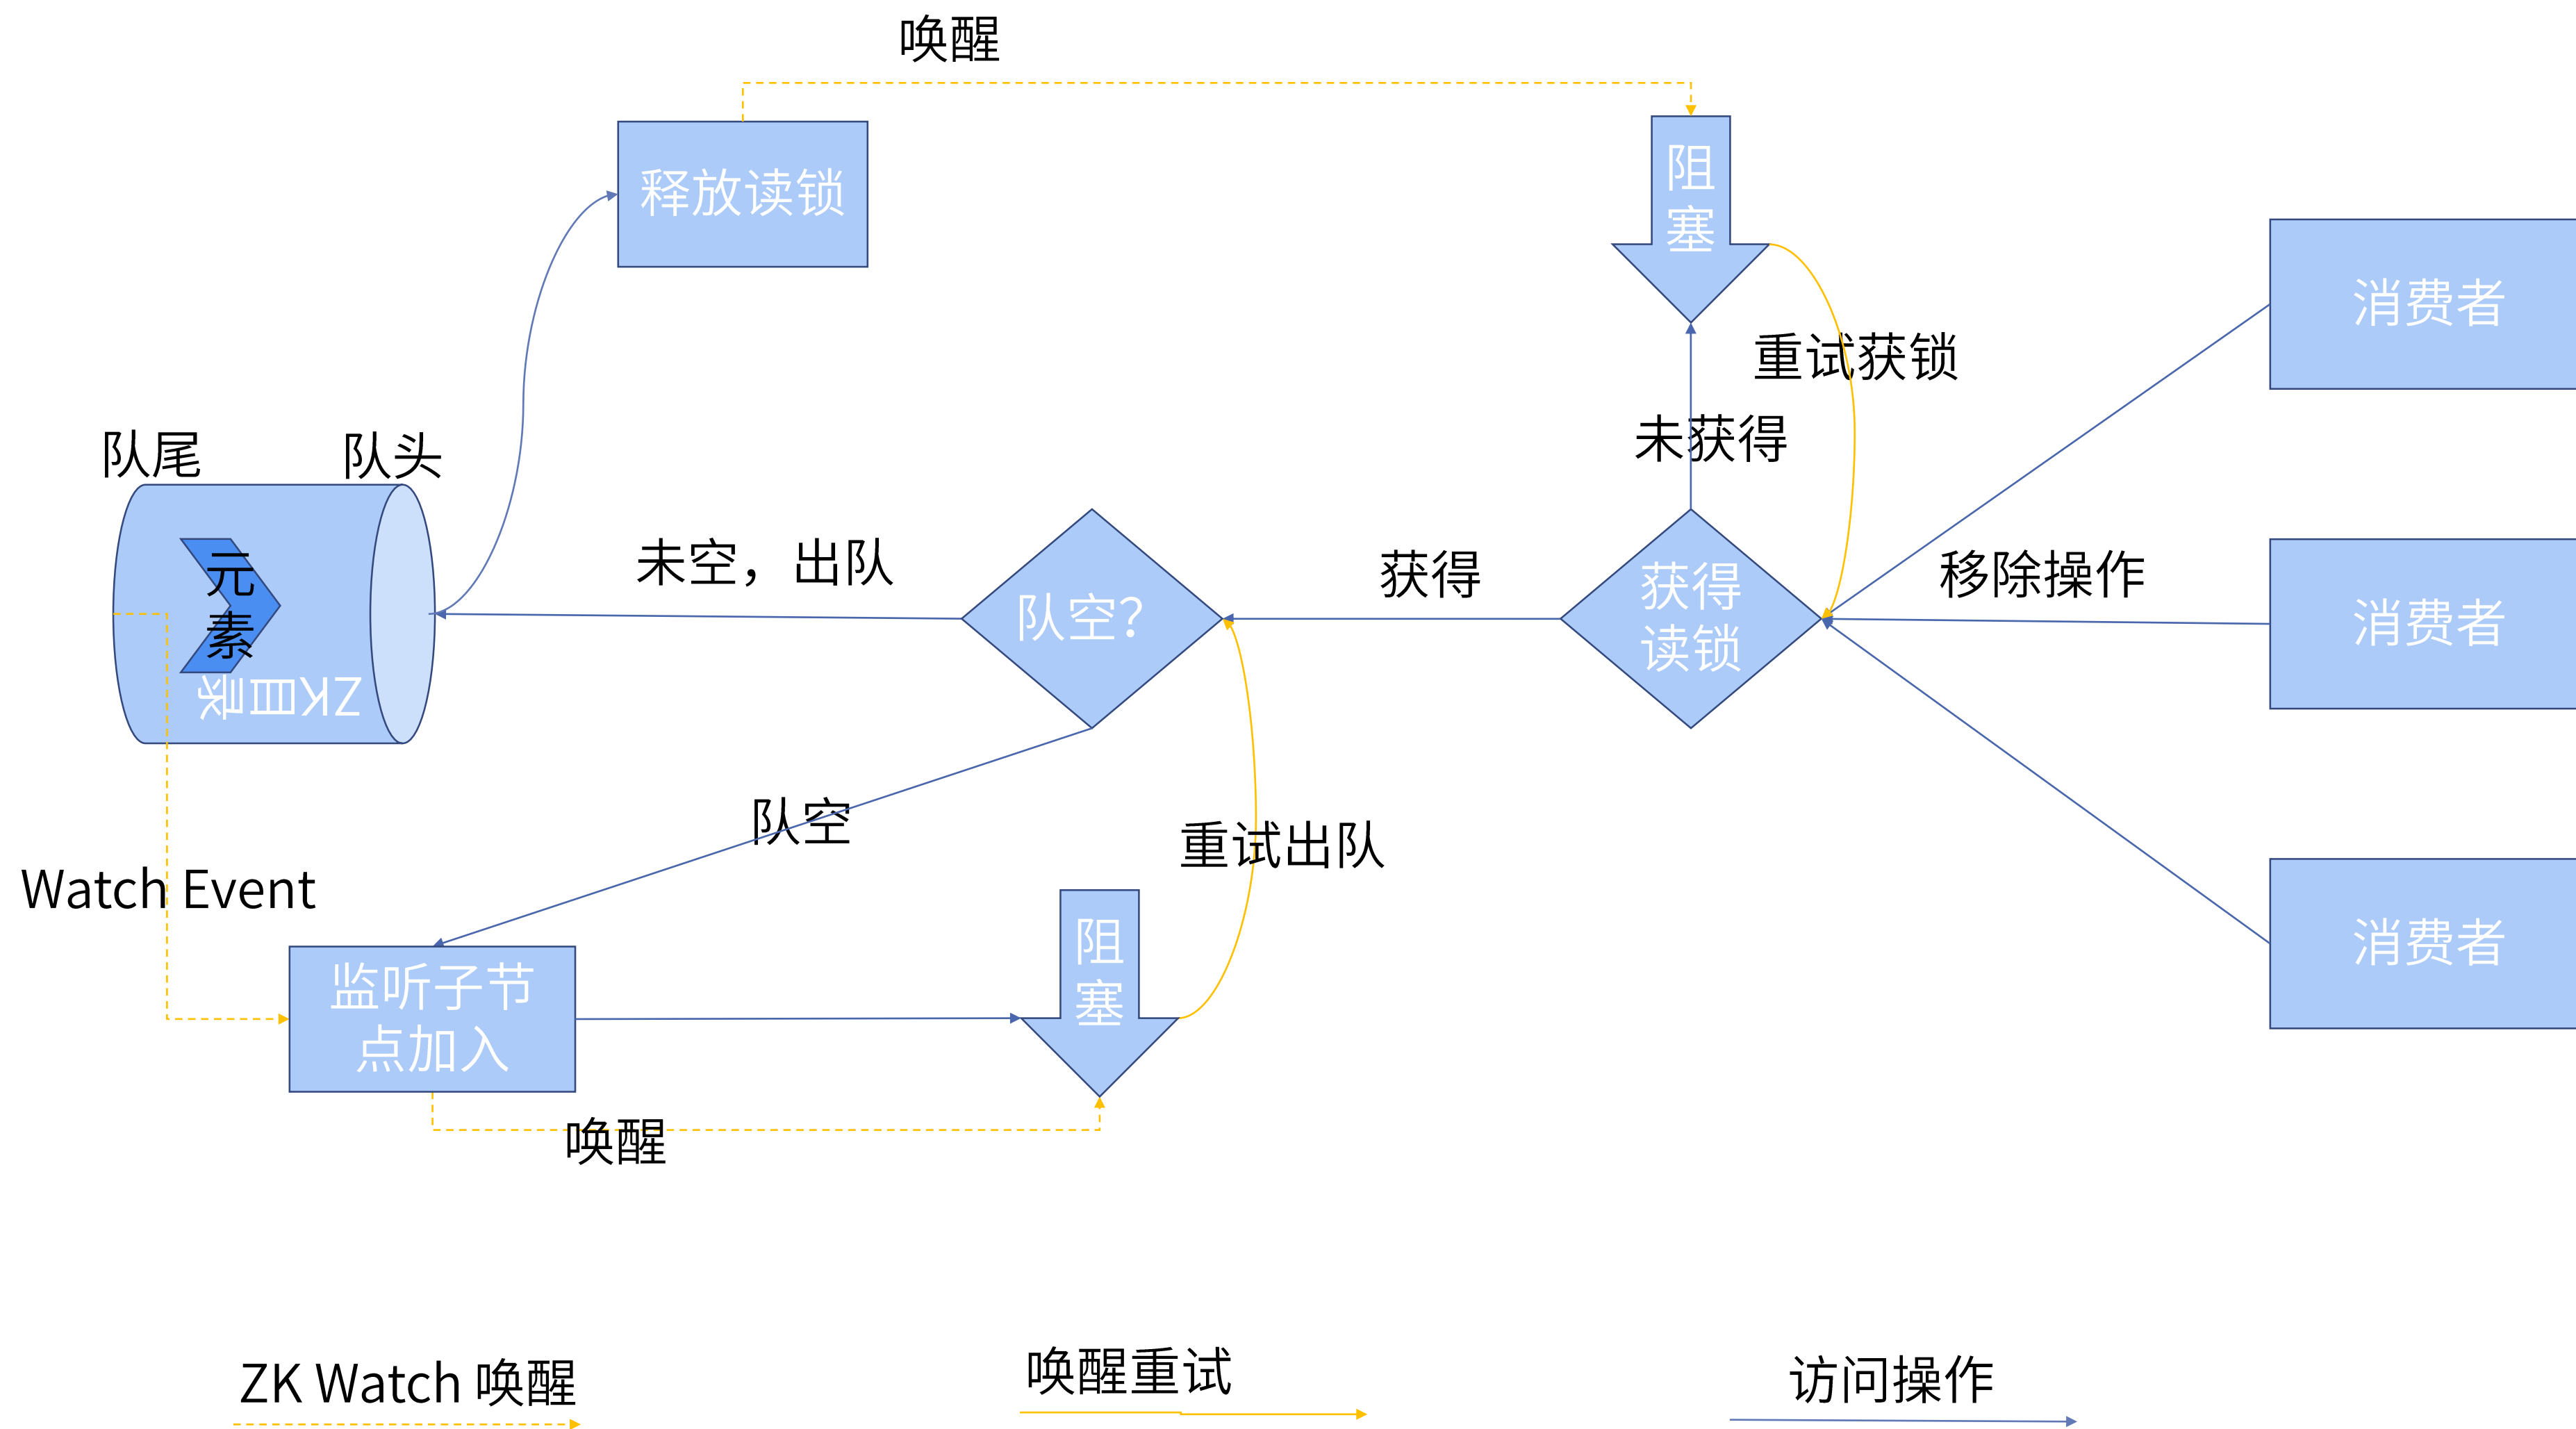 唤醒
释放读锁
阻
塞
消费者
重试获锁
未获得
队尾
队头
元
素
ZK目录
未空，出队
队空？
获得
获得
读锁
移除操作
消费者
队空
重试出队
Watch Event
阻
塞
消费者
监听子节
点加入
唤醒
ZK Watch 唤醒
唤醒重试
访问操作